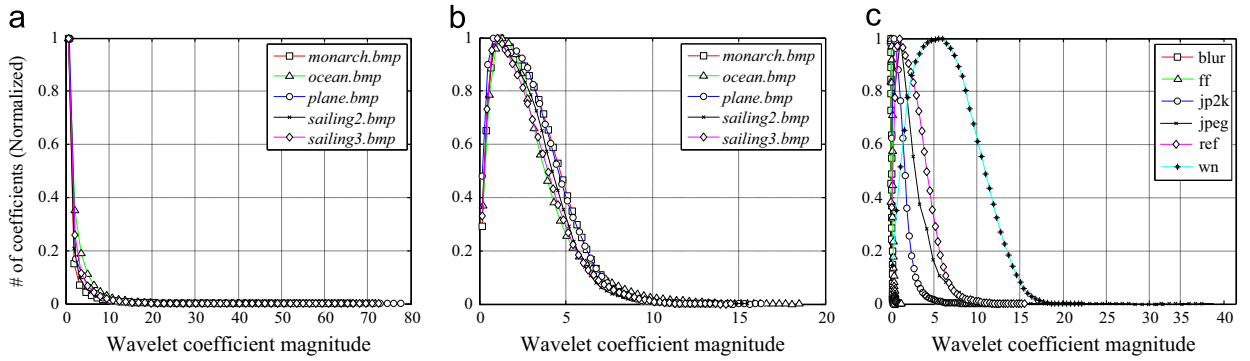 a
# of coefficients (Normalized)
1
0.8
0.6
0.4
0.2
0
0 10 20 30 40 50 60 70 80
Wavelet coefficient magnitude
monarch.bmp
ocean.bmp
plane.bmp
sailing2.bmp
sailing3.bmp
b
1
0.8
0.6
0.4
0.2
0
0 5 10 15 20
Wavelet coefficient magnitude
monarch.bmp
ocean.bmp
plane.bmp
sailing2.bmp
sailing3.bmp
c
1
0.8
0.6
0.4
0.2
0
0 5 10 15 20 25 30 35 40
Wavelet coefficient magnitude
blur
ff
jp2k
jpeg
ref
wn